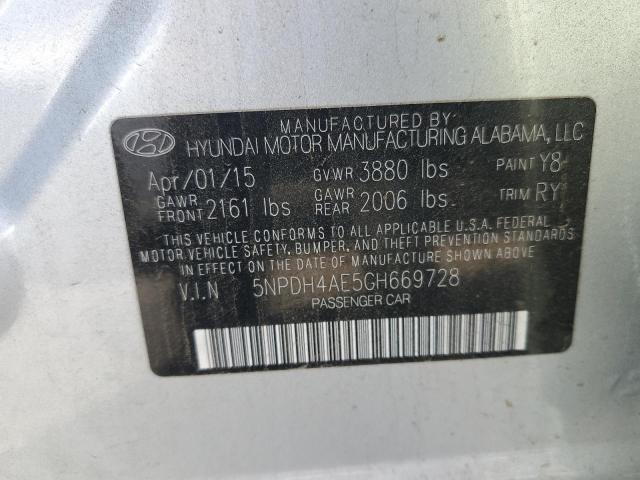 MANUFACTURED BY
HYUNDAI MOTOR MANUFACTURING ALABAMA, LLC
Apr/01/15 GVWR 3880 lbs PAINT Y8
GAWR FRONT 2161 lbs GAWR REAR 2006 lbs. TRIM RY
THIS VEHICLE CONFORMS TO ALL APPLICABLE U.S.A. FEDERAL
MOTOR VEHICLE SAFETY, BUMPER, AND THEFT PREVENTION STANDARDS
IN EFFECT ON THE DATE OF MANUFACTURE SHOWN ABOVE.
V.I.N 5NPDH4AE5GH669728
PASSENGER CAR